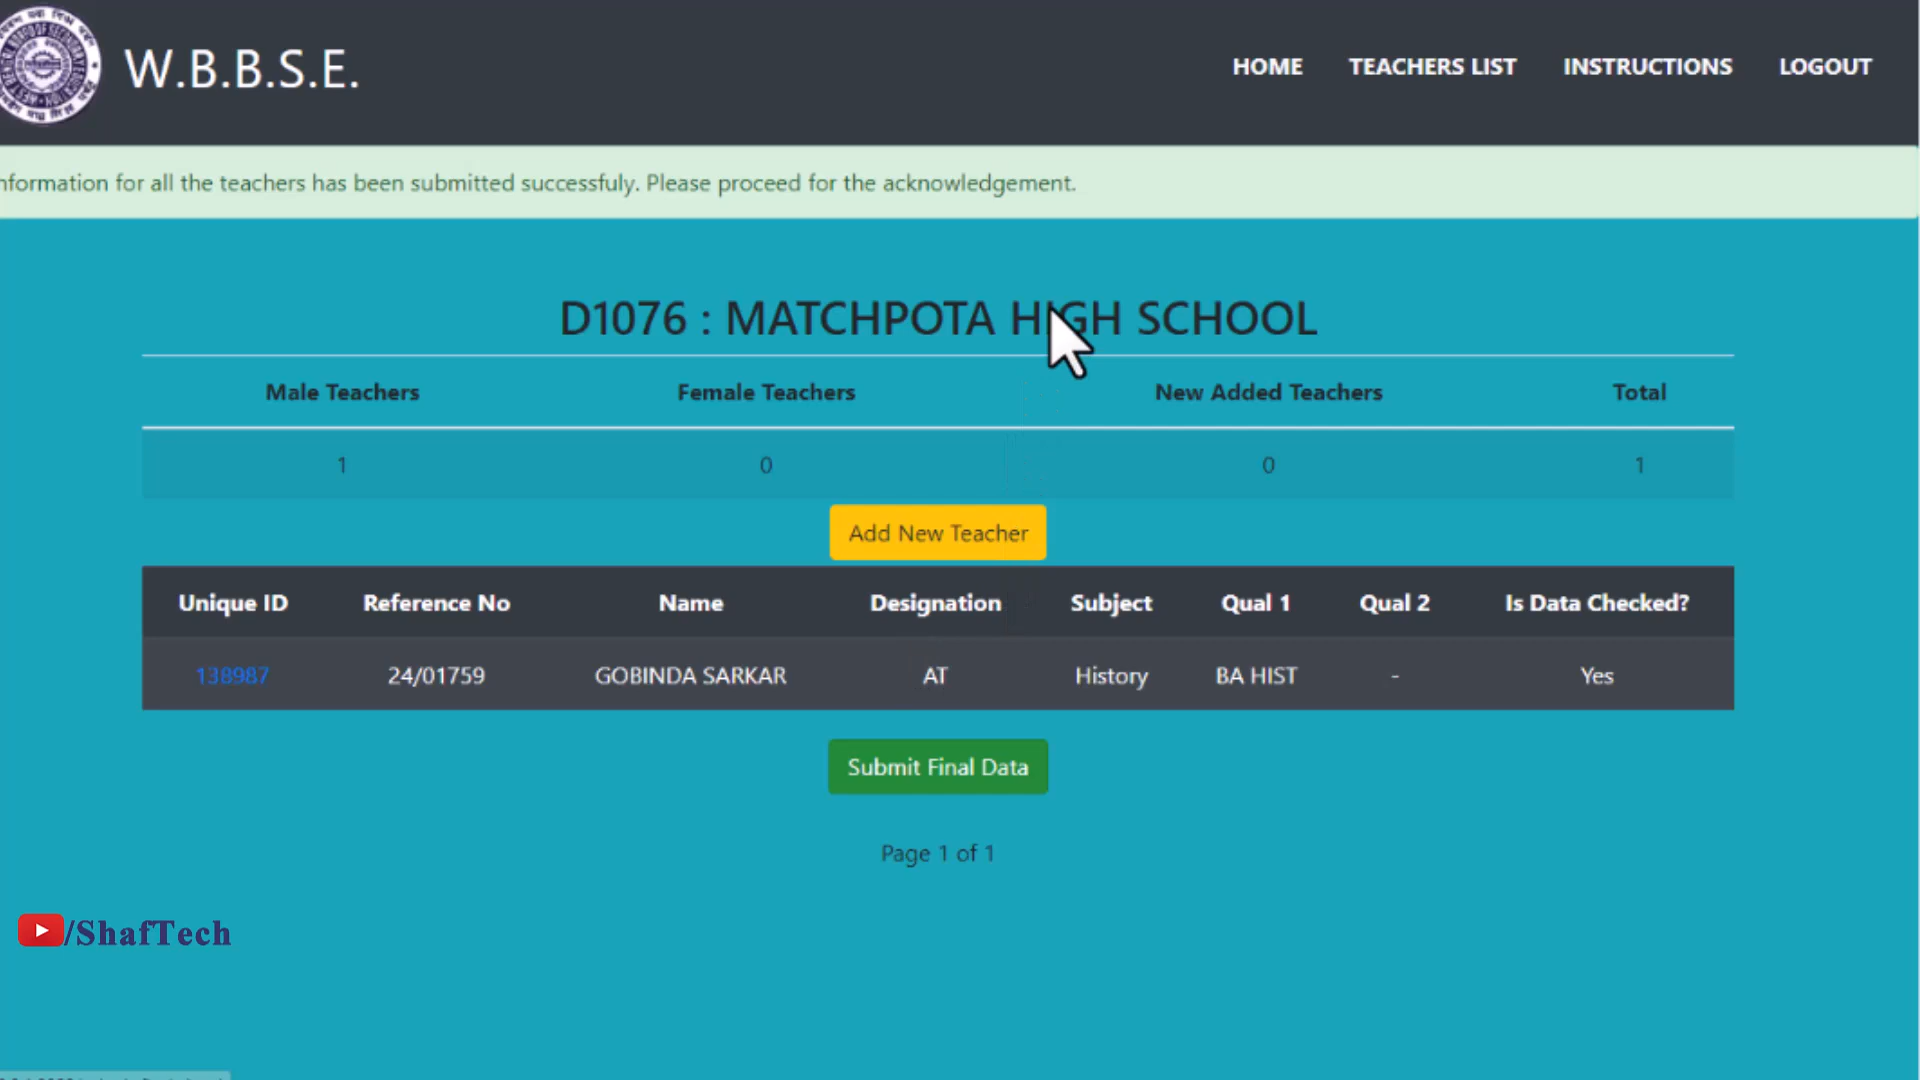 W.B.B.S.E.
HOME TEACHERS LIST INSTRUCTIONS LOGOUT
for all the teachers has been submitted successfuly. Please proceed for the acknowledgement.
D1076 : MATCHPOTA HIGH SCHOOL
Male Teachers Female Teachers New Added Teachers Total
1 0 0 1
Add New Teacher
Unique ID Reference No Name Designation Subject Qual 1 Qual 2 Is Data Checked?
138987 24/01759 GOBINDA SARKAR AT History BA HIST - Yes
Submit Final Data
Page 1 of 1
/ShafTech